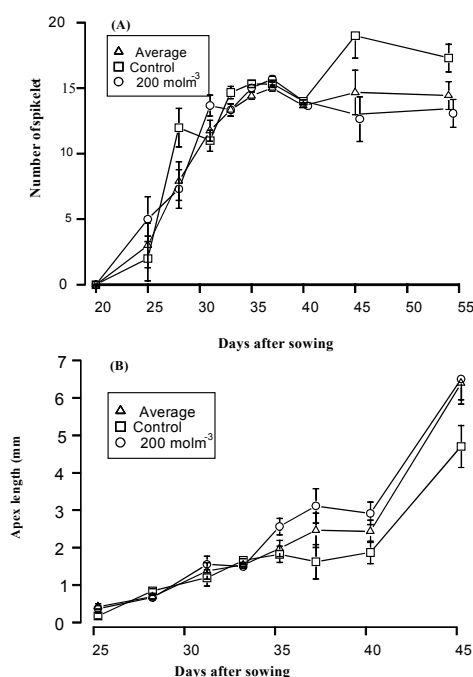 (A)
20
15
10
5
0
Number of spikelet
Average
Control
200 molm-3
20 25 30 35 40 45 50 55
Days after sowing
(B)
7
6
5
4
3
2
1
0
Apex length (mm
Average
Control
200 molm-3
25 30 35 40 45
Days after sowing